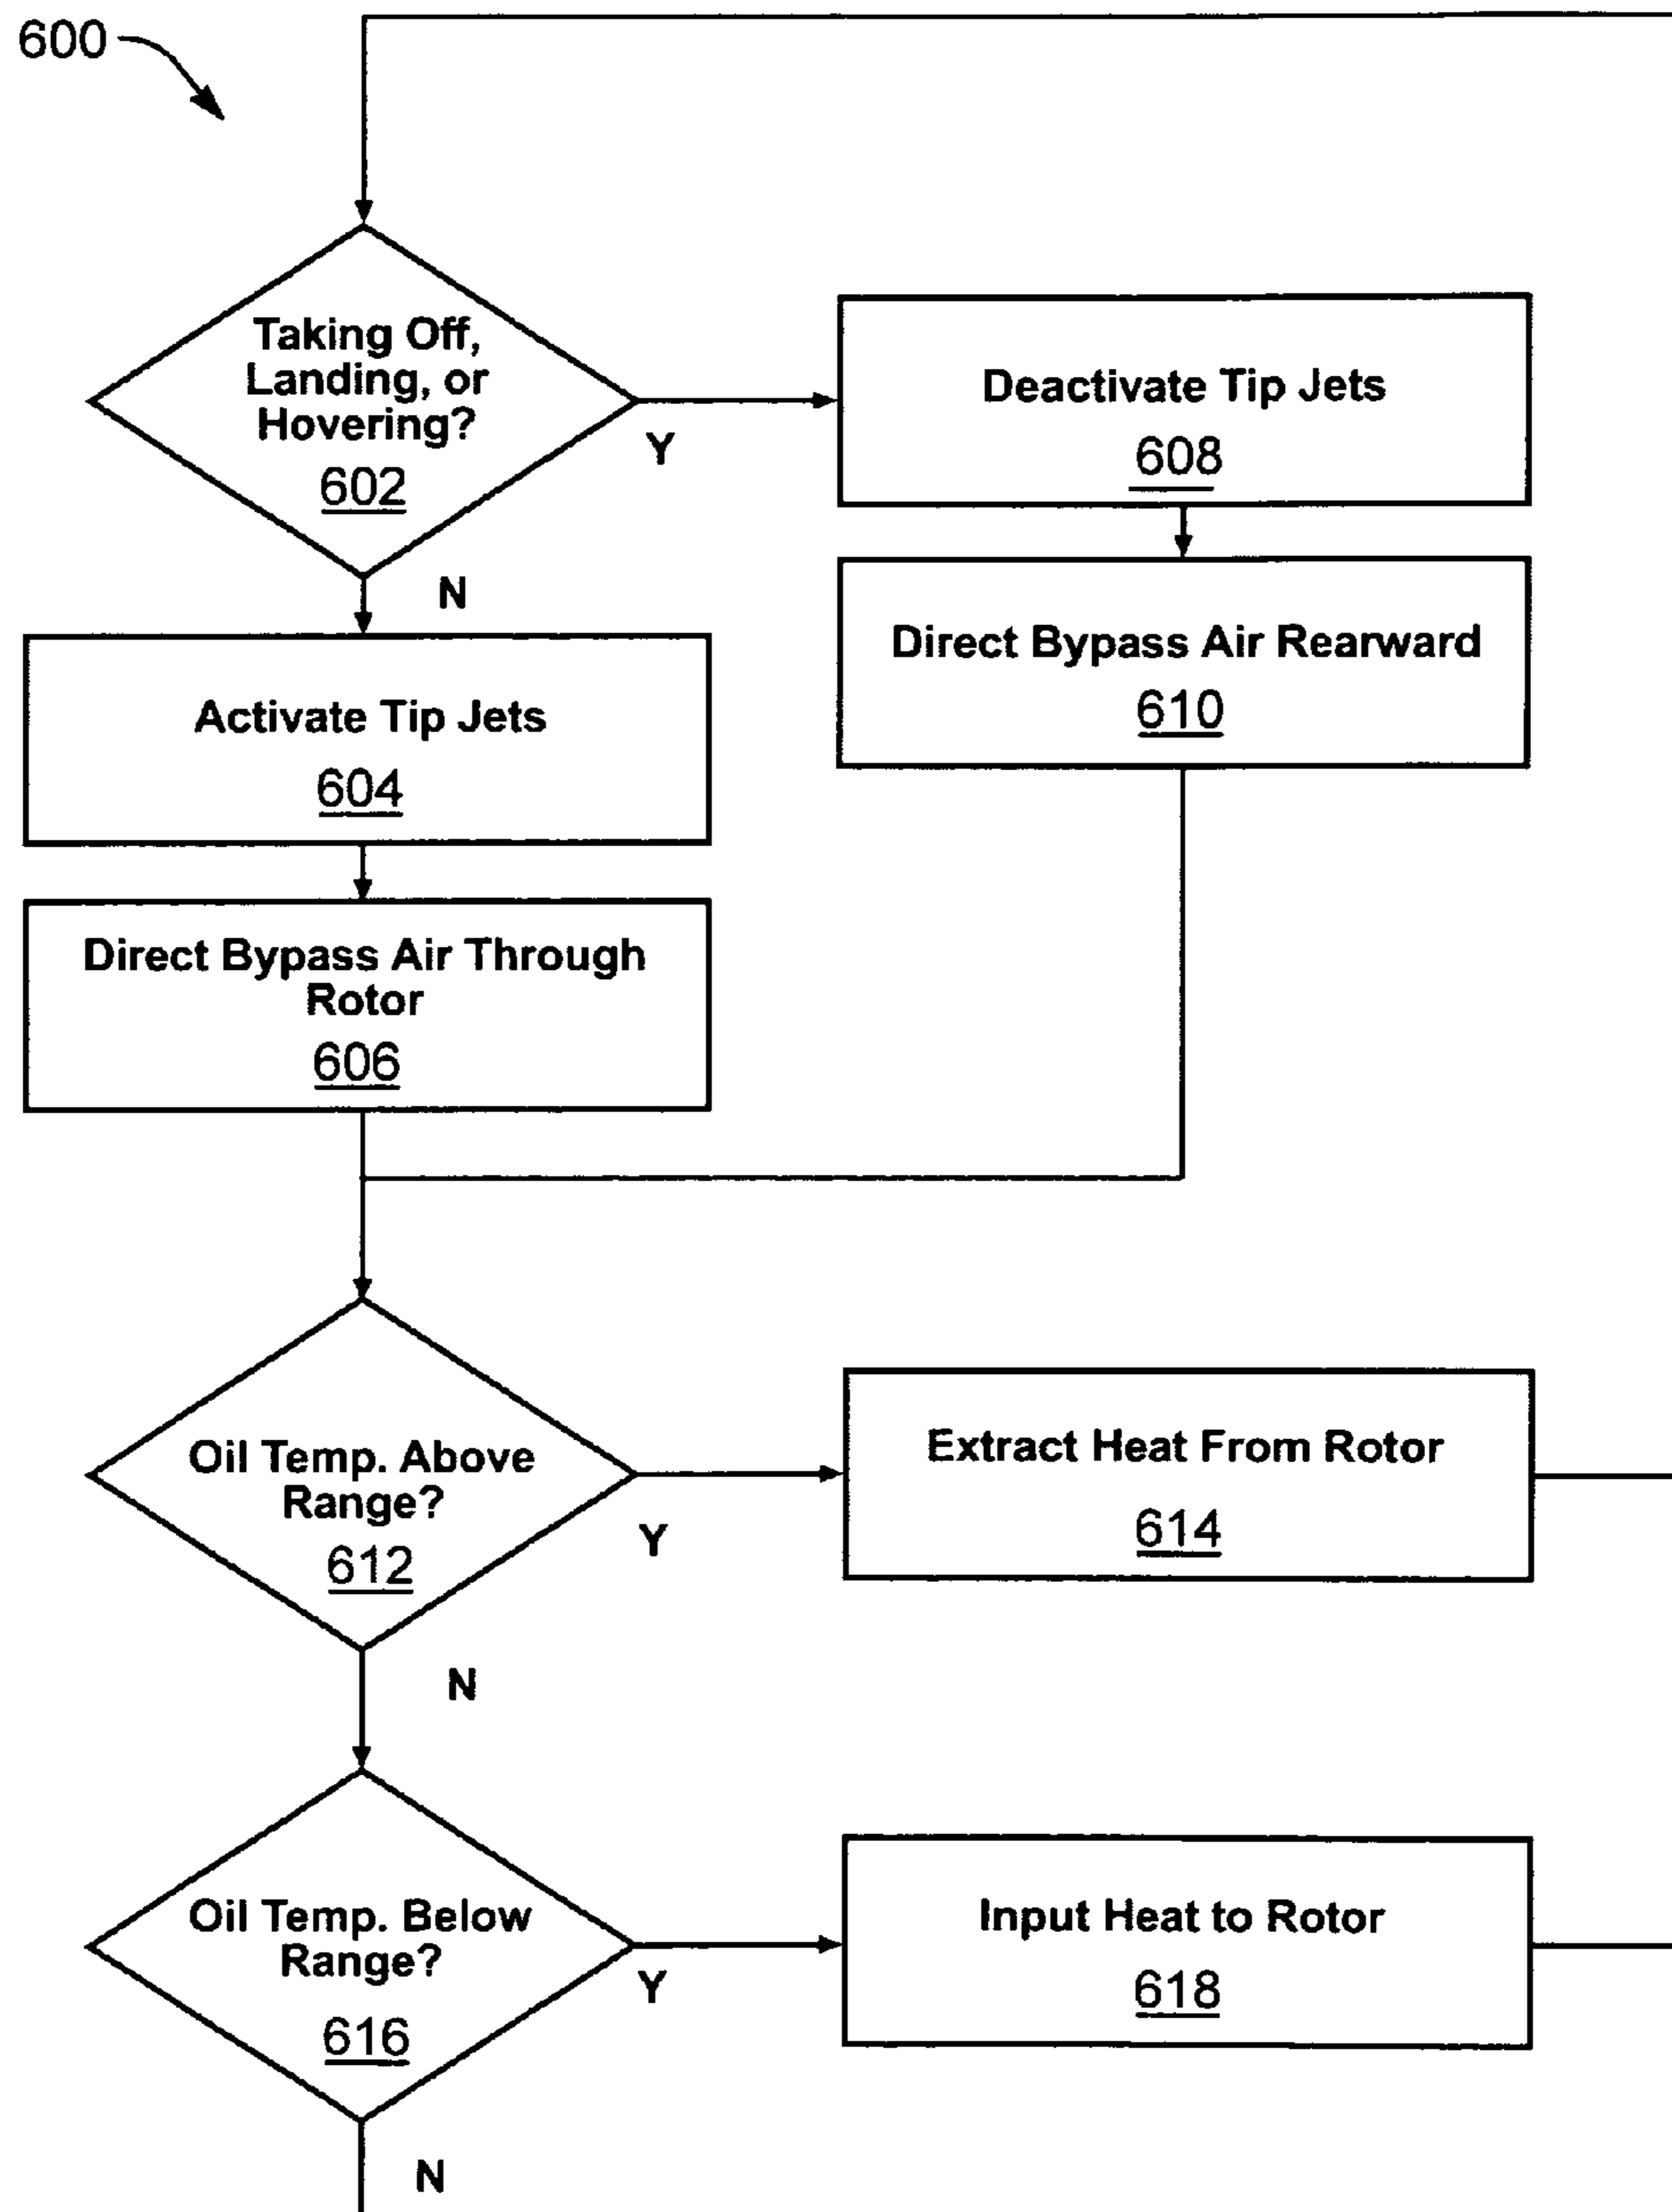 600
Taking Off,
Landing, or
Hovering?
602
Y
N
Deactivate Tip Jets
608
Direct Bypass Air Rearward
610
Activate Tip Jets
604
Direct Bypass Air Through
Rotor
606
Oil Temp. Above
Range?
612
Y
N
Extract Heat From Rotor
614
Oil Temp. Below
Range?
616
Y
N
Input Heat to Rotor
618